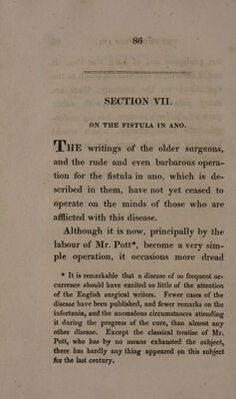 86
SECTION VII.
ON THE FISTULA IN ANO.
THE writings of the older surgeons,
and the rude and even barbarous opera-
tion for the fistula in ano, which is de-
scribed in them, have not yet ceased to
operate on the minds of those who are
afflicted with this disease.
Although it is now, principally by the
labour of Mr. Pott*, become a very sim-
ple operation, it occasions more dread
* It is remarkable that a disease of so frequent oc-
currence should have excited so little of the attention
of the English surgical writers. Fewer cases of the
disease have been published, and fewer remarks on the
infortunia, and the anomalous circumstances attending
it during the progress of the cure, than almost any
other disease. Except the classical treatise of Mr.
Pott, who has by no means exhausted the subject,
there has hardly any thing appeared on this subject
for the last century.